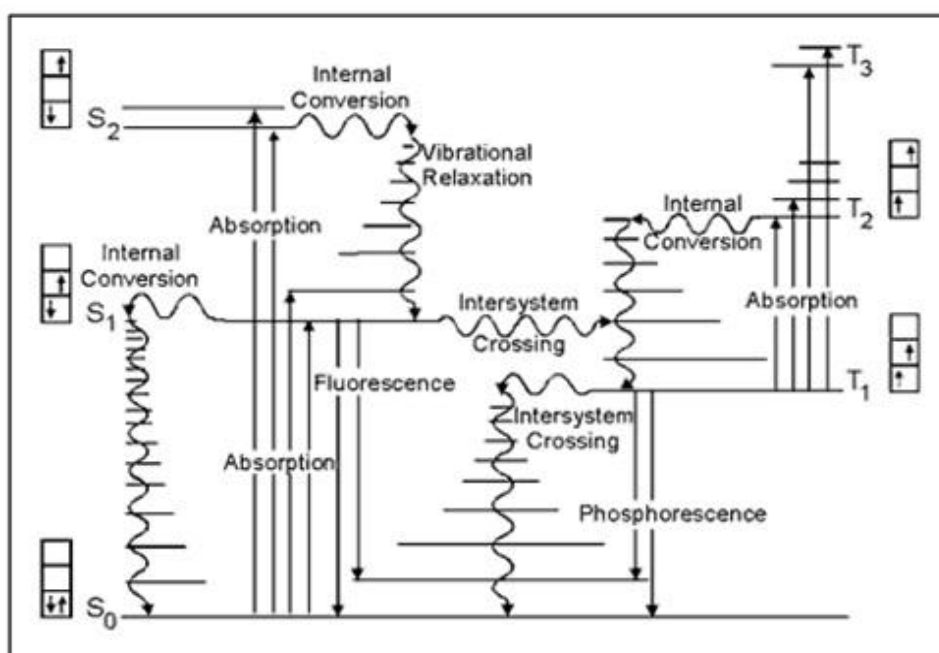 Internal
Conversion
S2
Vibrational
Relaxation
Absorption
T3
Internal
Conversion
T2
Internal
Conversion
S1
Intersystem
Crossing
Absorption
Fluorescence
T1
Intersystem
Crossing
Absorption
Phosphorescence
S0